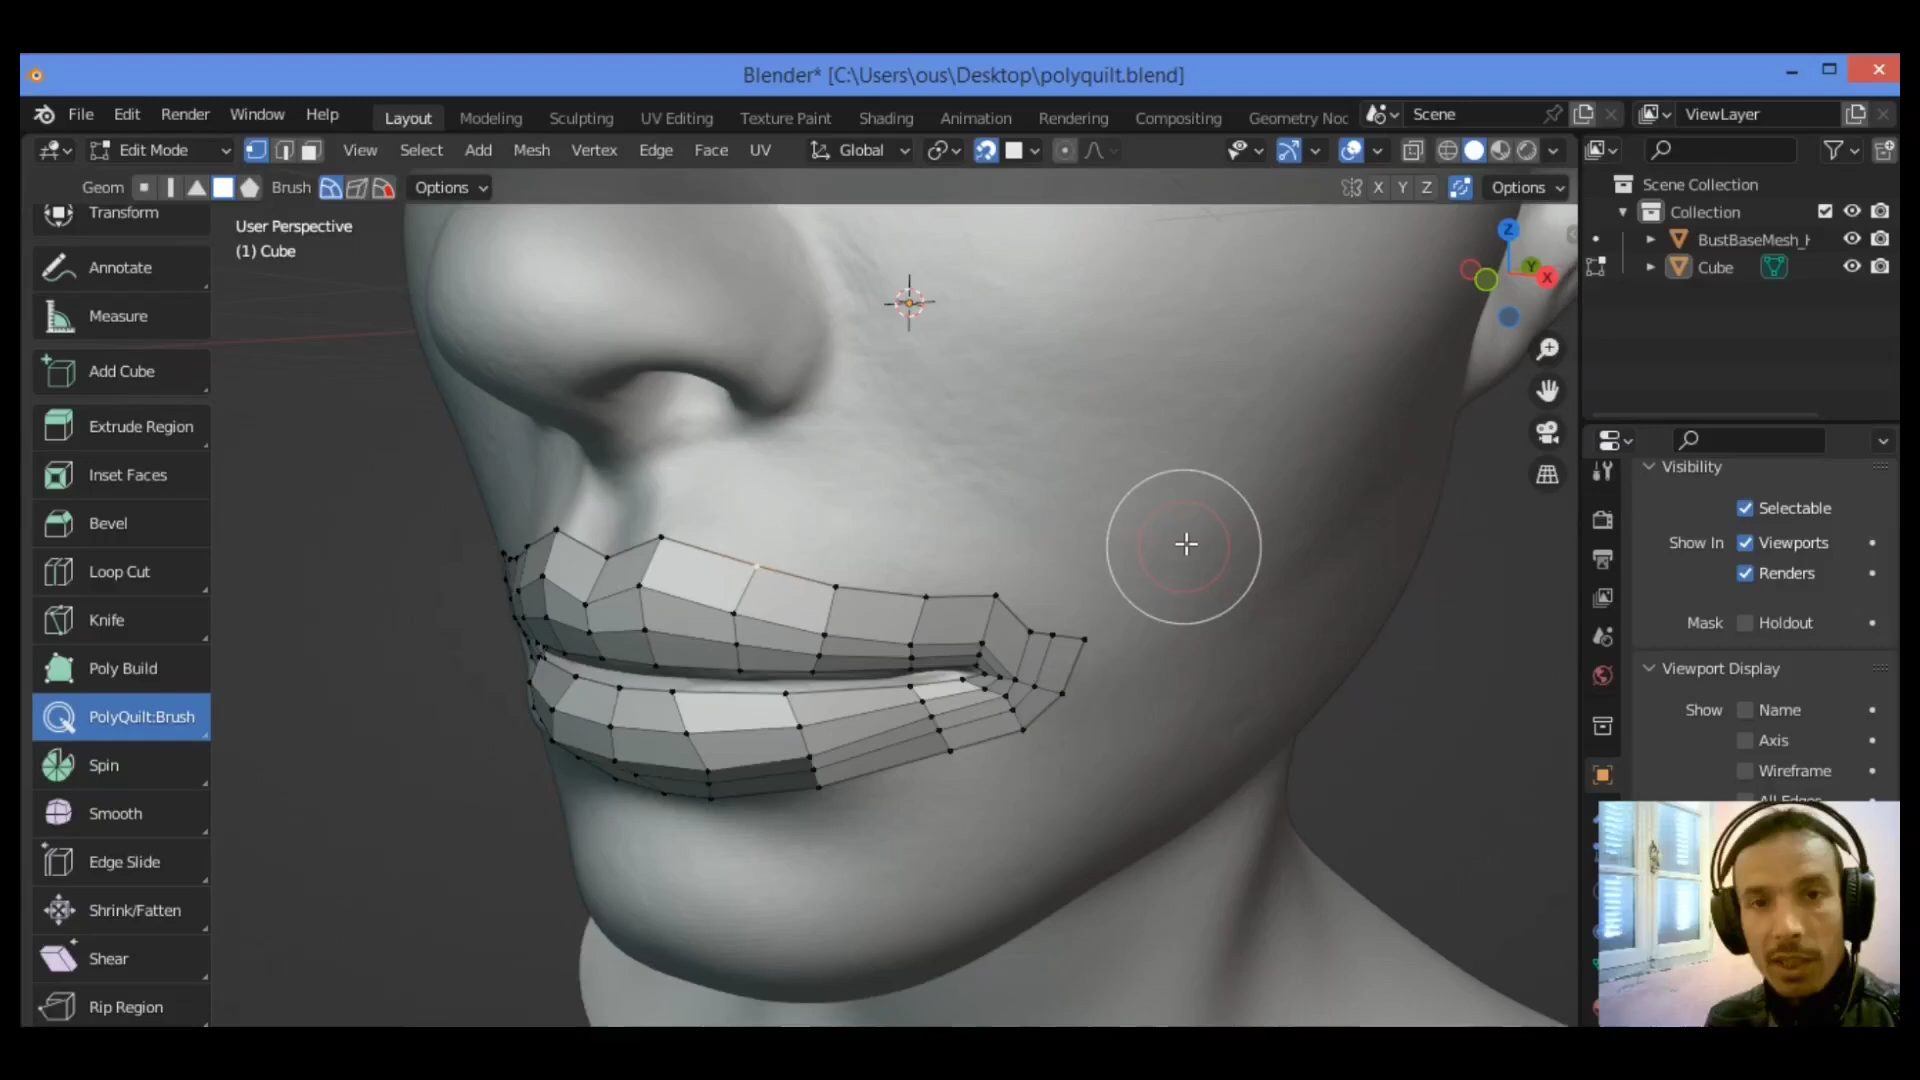 Blender* [C:\Users\ous\Desktop\polyquilt.blend]
File Edit Render Window Help Layout Modeling Sculpting UV Editing Texture Paint Shading Animation Rendering Compositing Geometry Noc Scene ViewLayer
Edit Mode View Select Add Mesh Vertex Edge Face UV Global
Geom Brush Options X Y Z Options
Scene Collection
Collection
BustBaseMesh_
Cube
Transform
Annotate
Measure
Add Cube
Extrude Region
Inset Faces
Bevel
Loop Cut
Knife
Poly Build
PolyQuilt:Brush
Spin
Smooth
Edge Slide
Shrink/Fatten
Shear
Rip Region
User Perspective
(1) Cube
Z
Y
X
Visibility
Selectable
Show In Viewports
Renders
Mask Holdout
Viewport Display
Show Name
Axis
Wireframe
All Edges